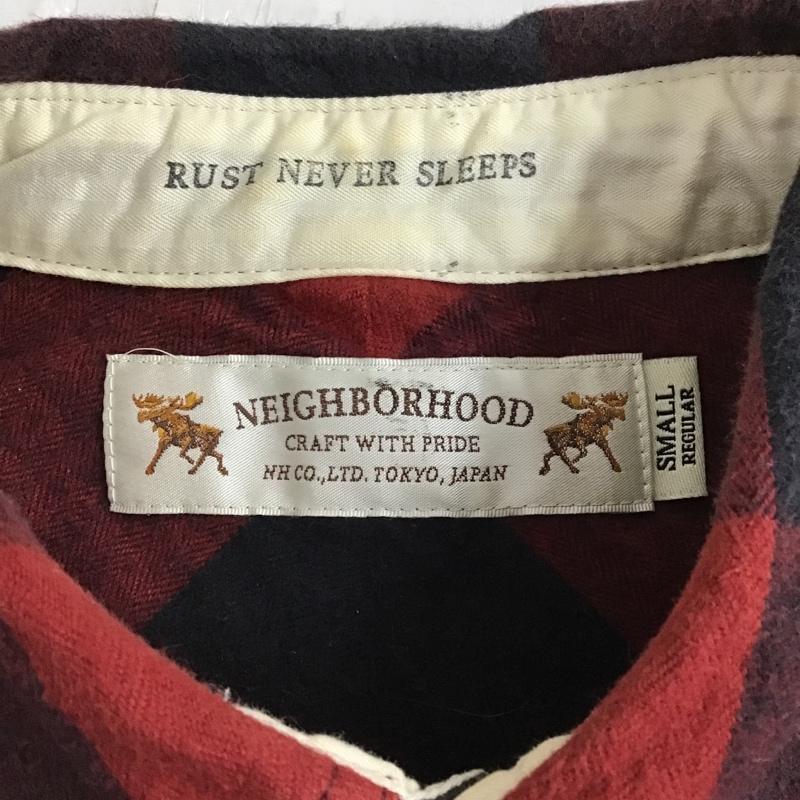 RUST NEVER SLEEPS
NEIGHBORHOOD
CRAFT WITH PRIDE
NH CO.,LTD. TOKYO, JAPAN
SMALL
REGULAR